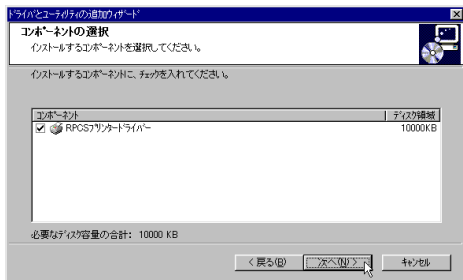 ﾄﾞﾗｲﾊﾞとﾕｰﾃｨﾘﾃｨの追加ｳｨｻﾞｰﾄﾞ
ｺﾝﾎﾟｰﾈﾝﾄの選択
ｲﾝｽﾄｰﾙするｺﾝﾎﾟｰﾈﾝﾄを選択してください。
ｲﾝｽﾄｰﾙするｺﾝﾎﾟｰﾈﾝﾄに、ﾁｪｯｸを入れてください。
ｺﾝﾎﾟｰﾈﾝﾄ ﾃﾞｨｽｸ領域
RPCSﾌﾟﾘﾝﾀｰﾄﾞﾗｲﾊﾞｰ 10000KB
必要なﾃﾞｨｽｸ容量の合計: 10000 KB
< 戻る(B) 次へ(N) > ｷｬﾝｾﾙ